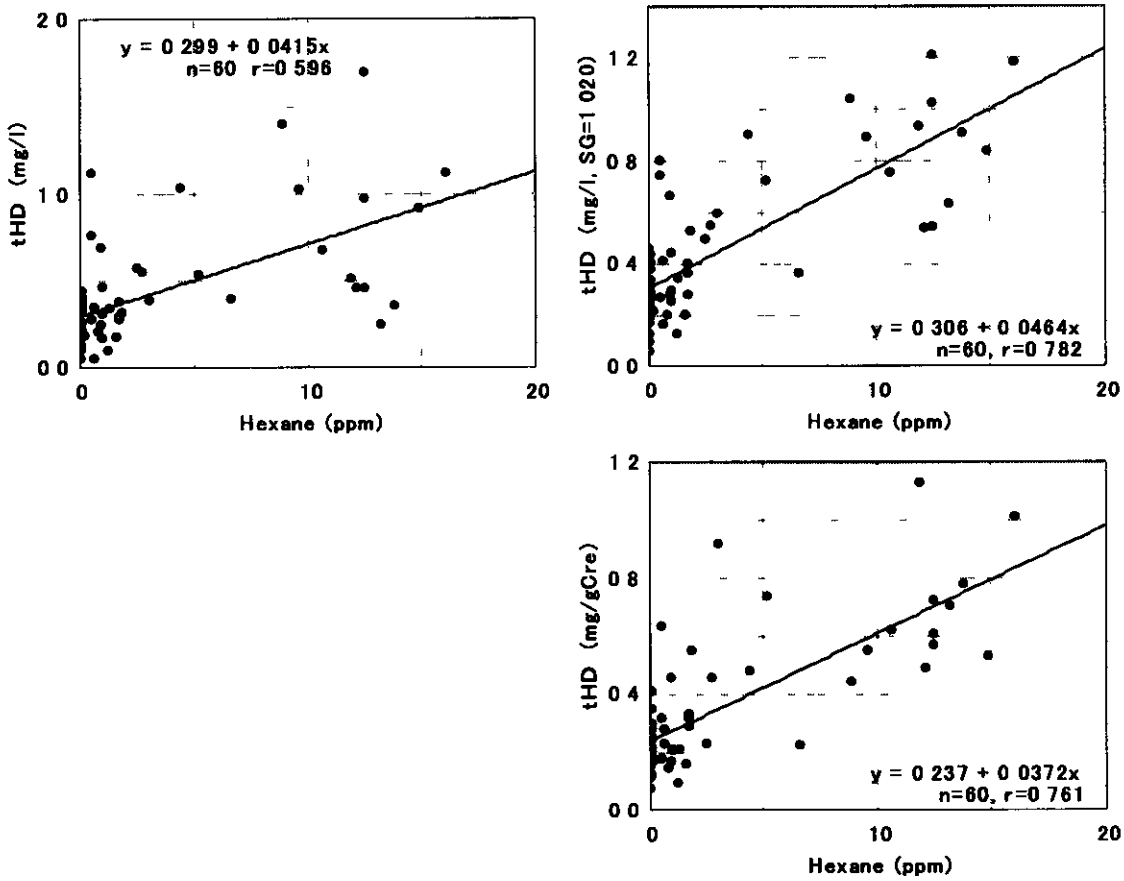 2 0
y = 0 299 + 0 0415x
n=60 r=0 596
tHD (mg/l)
1 0
0 0
0 10 20
Hexane (ppm)
1 2
tHD (mg/l, SG=1 020)
0 8
0 4
y = 0 306 + 0 0464x
n=60, r=0 782
0 0
0 10 20
Hexane (ppm)
1 2
tHD (mg/gCre)
0 8
0 4
y = 0 237 + 0 0372x
n=60, r=0 761
0 0
0 10 20
Hexane (ppm)